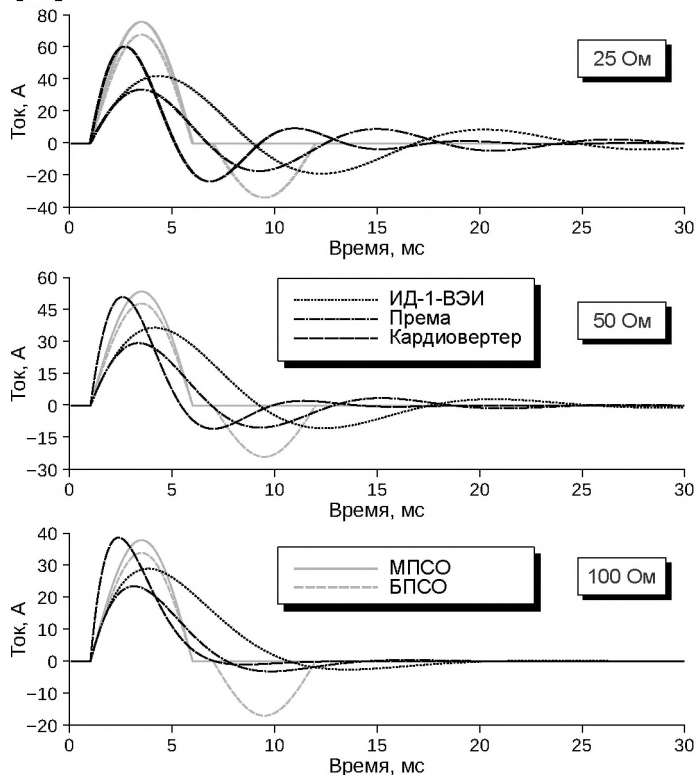 80
60
40
20
0
−20
−40
Ток, А
25 Ом
0 5 10 15 20 25 30
Время, мс
60
45
30
15
0
−15
−30
Ток, А
ИД-1-ВЭИ
Према
Кардиовертер
50 Ом
0 5 10 15 20 25 30
Время, мс
40
30
20
10
0
−10
−20
Ток, А
МПСО
БПСО
100 Ом
0 5 10 15 20 25 30
Время, мс